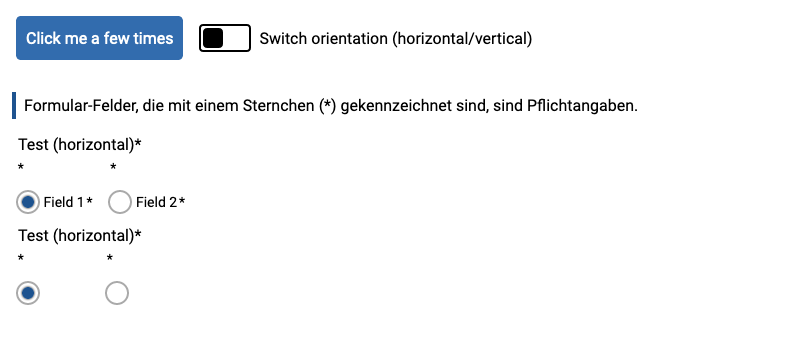 Click me a few times Switch orientation (horizontal/vertical)
Formular-Felder, die mit einem Sternchen (*) gekennzeichnet sind, sind Pflichtangaben.
Test (horizontal)*
* *
Field 1* Field 2*
Test (horizontal)*
* *